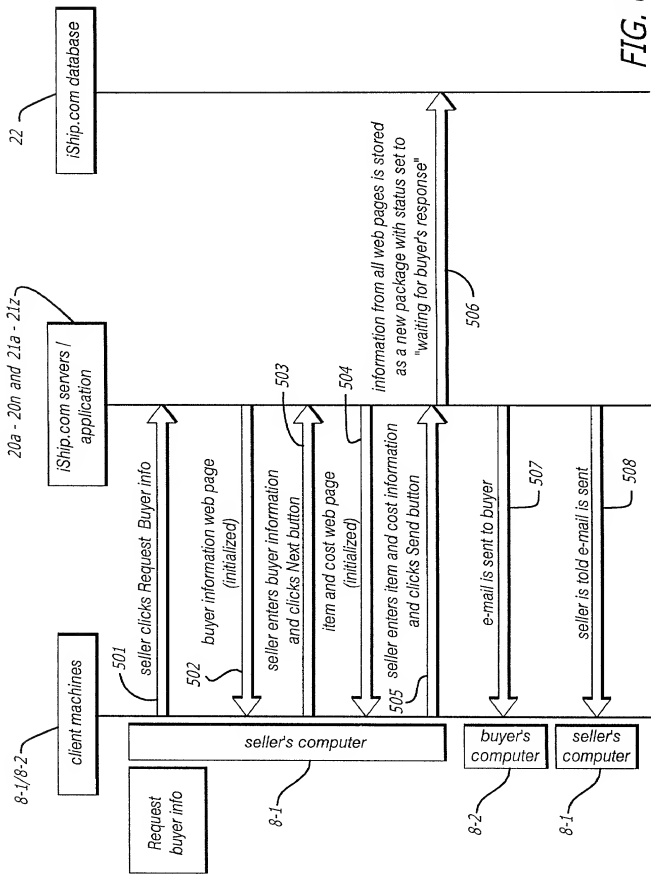 8-1/8-2
client machines
20a - 20n and 21a - 21z
iShip.com servers /
application
22
iShip.com database
Request
buyer info
seller's computer
8-1
501
seller clicks Request Buyer info
502
buyer information web page
(initialized)
503
seller enters buyer information
and clicks Next button
504
item and cost web page
(initialized)
505
seller enters item and cost information
and clicks Send button
information from all web pages is stored
as a new package with status set to
"waiting for buyer's response"
506
buyer's
computer
8-2
e-mail is sent to buyer
507
seller's
computer
8-1
seller is told e-mail is sent
508
FIG.